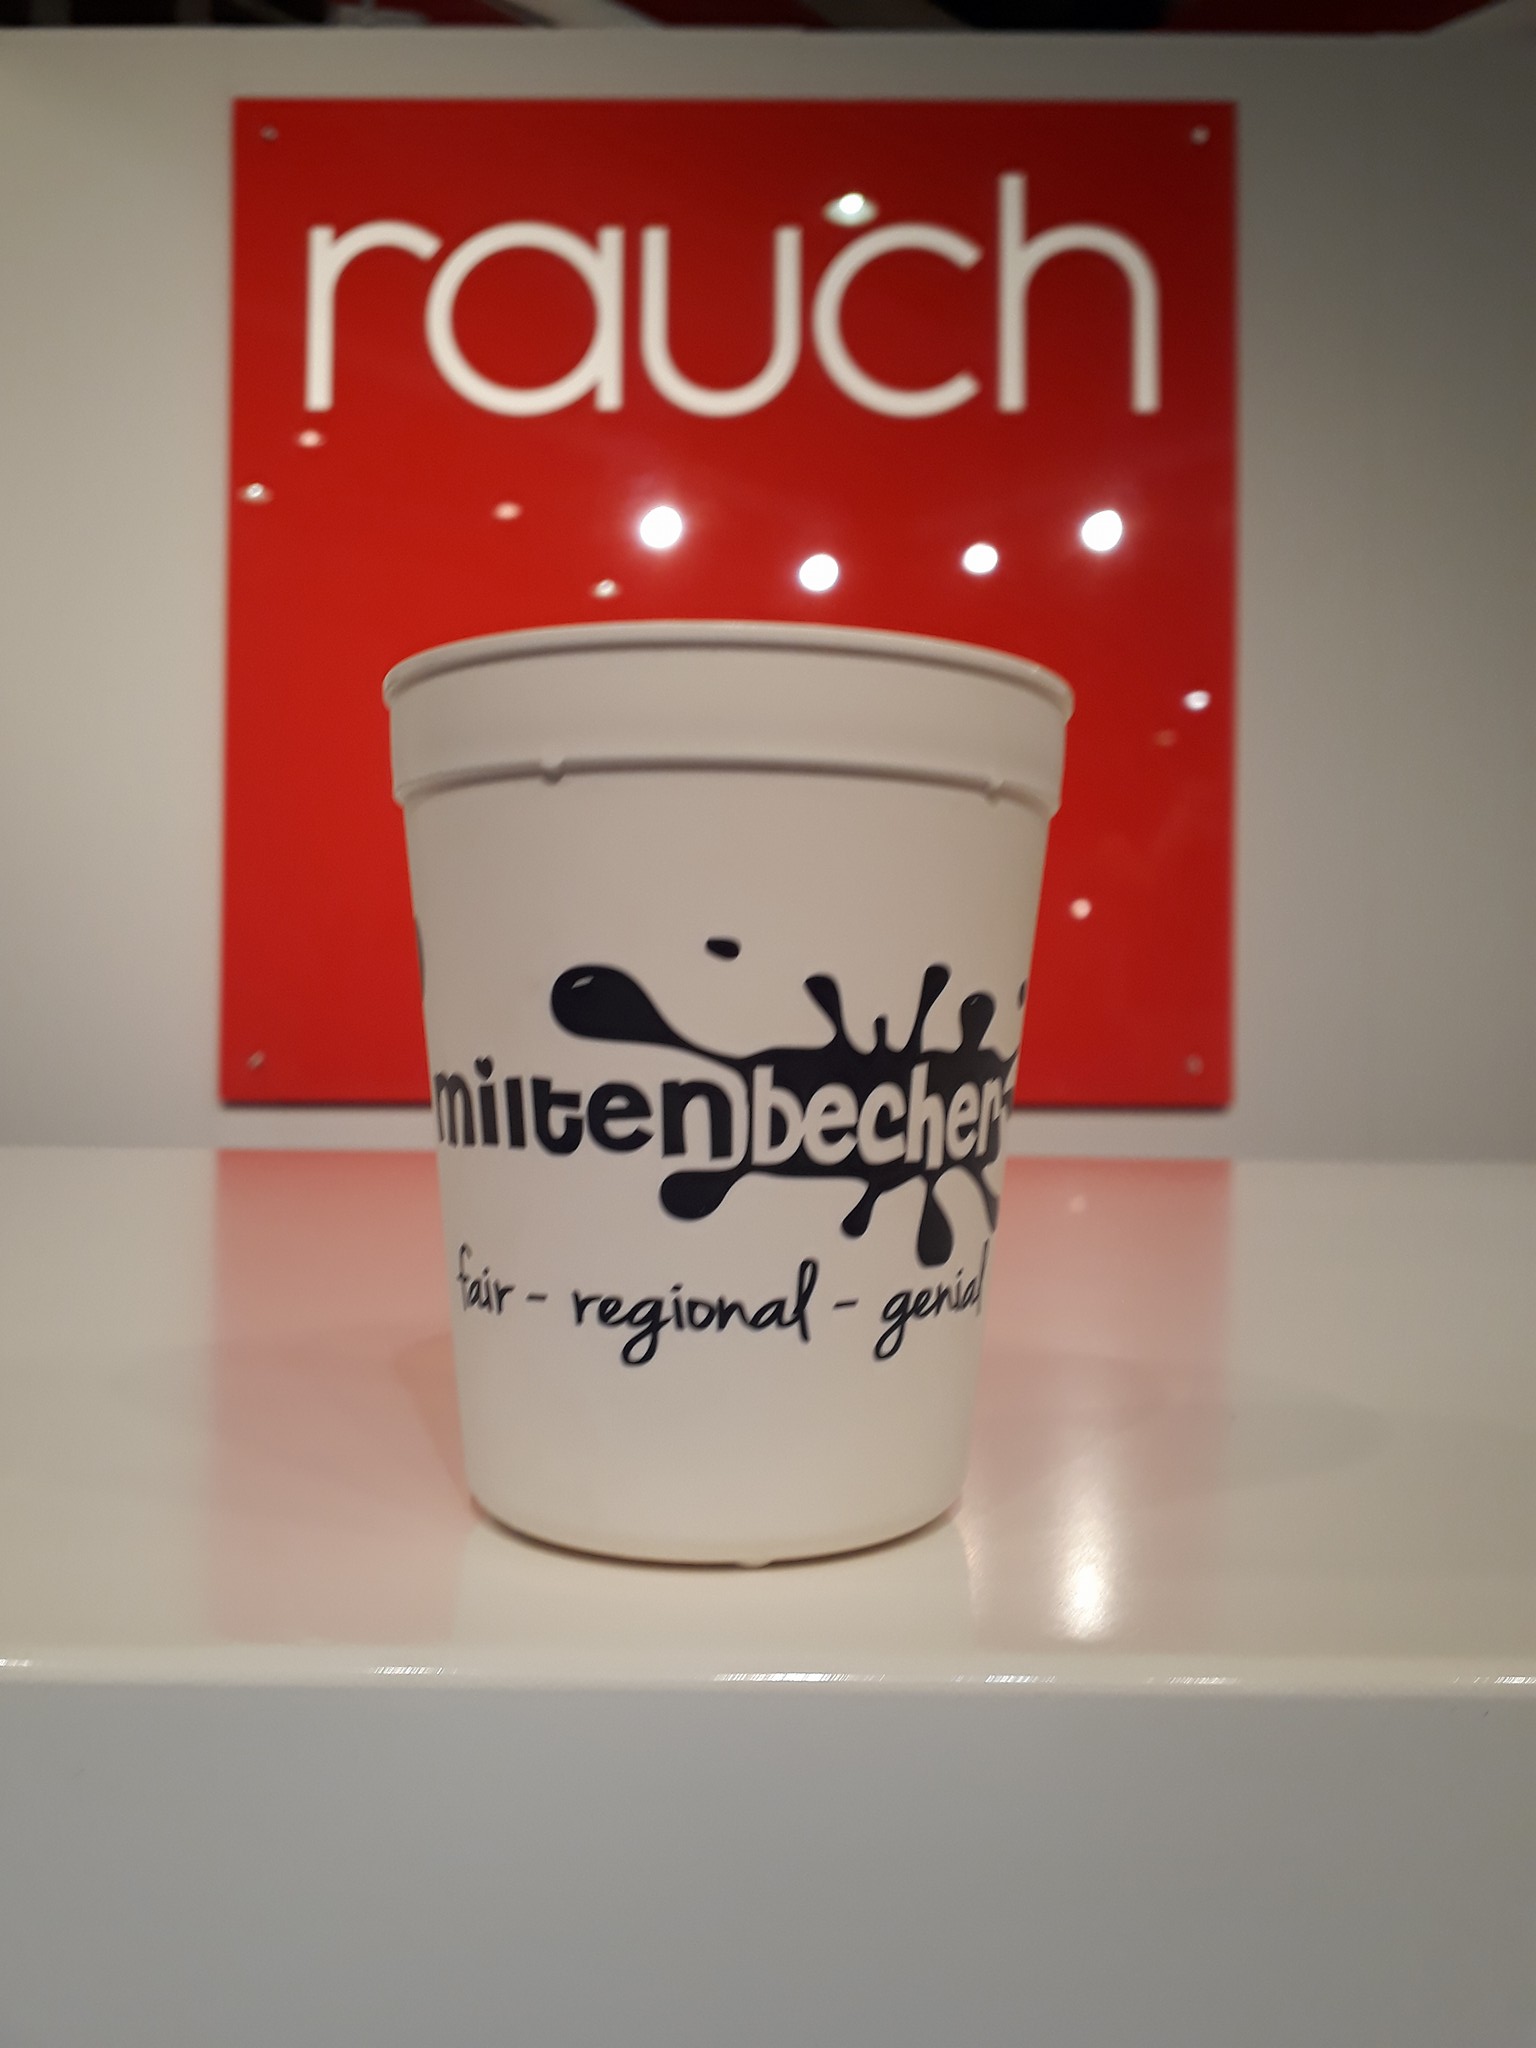 rauch
miltenbecher
fair - regional - genial